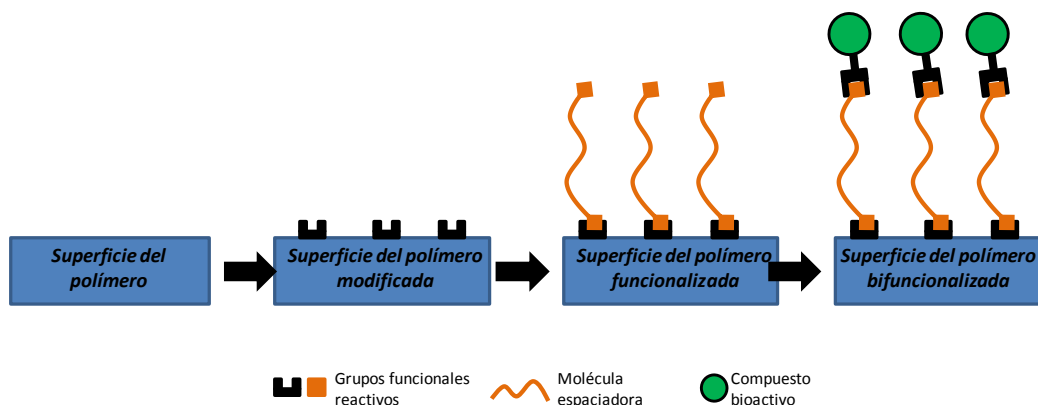 Superficie del
polímero
Superficie del polímero
modificada
Superficie del polímero
funcionalizada
Superficie del polímero
bifuncionalizada
Grupos funcionales
reactivos
Molécula
espaciadora
Compuesto
bioactivo